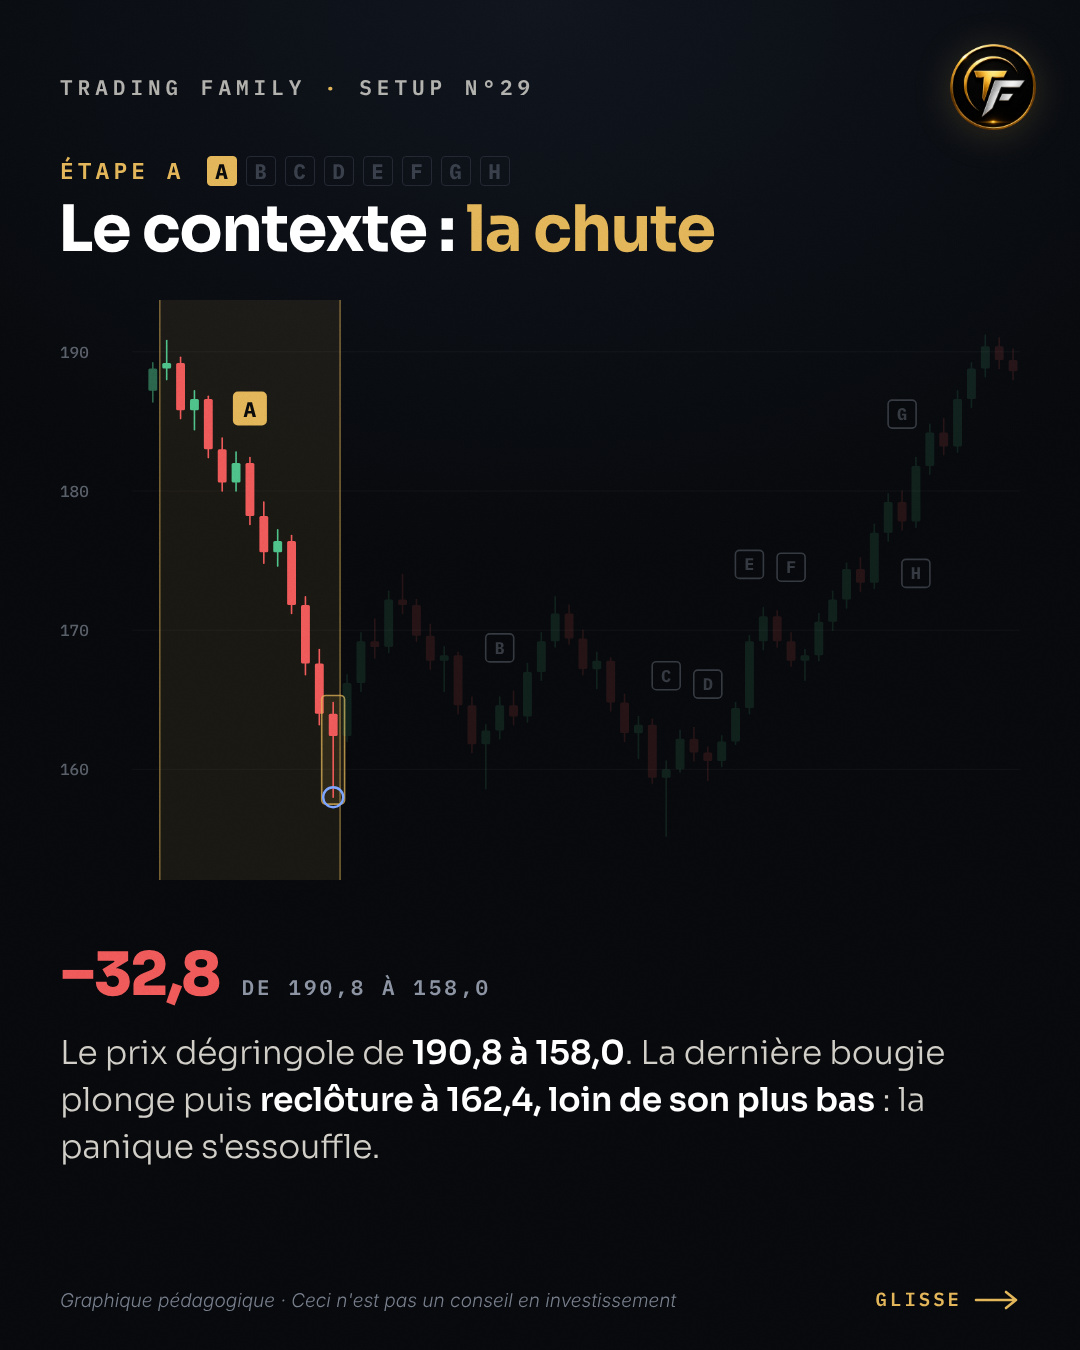 TRADING FAMILY · SETUP N°29
TF
ÉTAPE A A B C D E F G H
Le contexte : la chute
190
A
G
180
E F
H
170
B
C D
160
−32,8 DE 190,8 À 158,0
Le prix dégringole de 190,8 à 158,0. La dernière bougie
plonge puis reclôture à 162,4, loin de son plus bas : la
panique s'essouffle.
Graphique pédagogique · Ceci n'est pas un conseil en investissement
GLISSE →